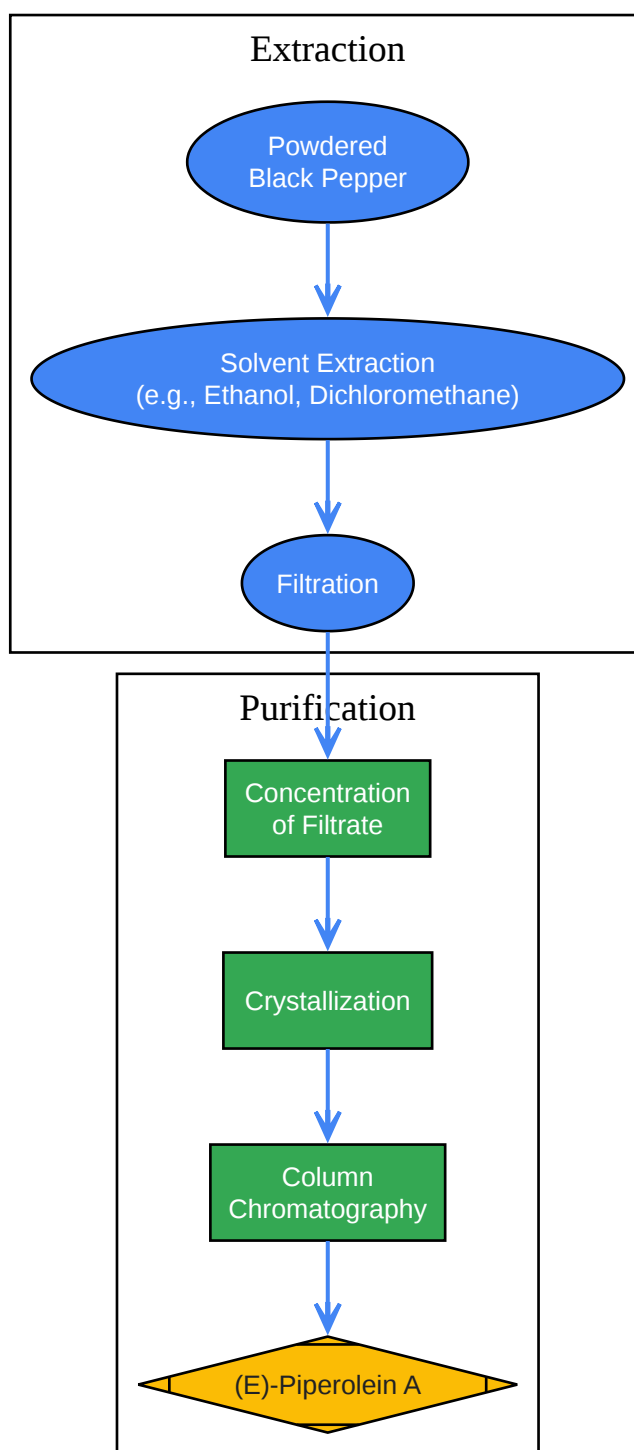 Extraction
Powdered
Black Pepper
Solvent Extraction
(e.g., Ethanol, Dichloromethane)
Filtration
Purification
Concentration
of Filtrate
Crystallization
Column
Chromatography
(E)-Piperolein A